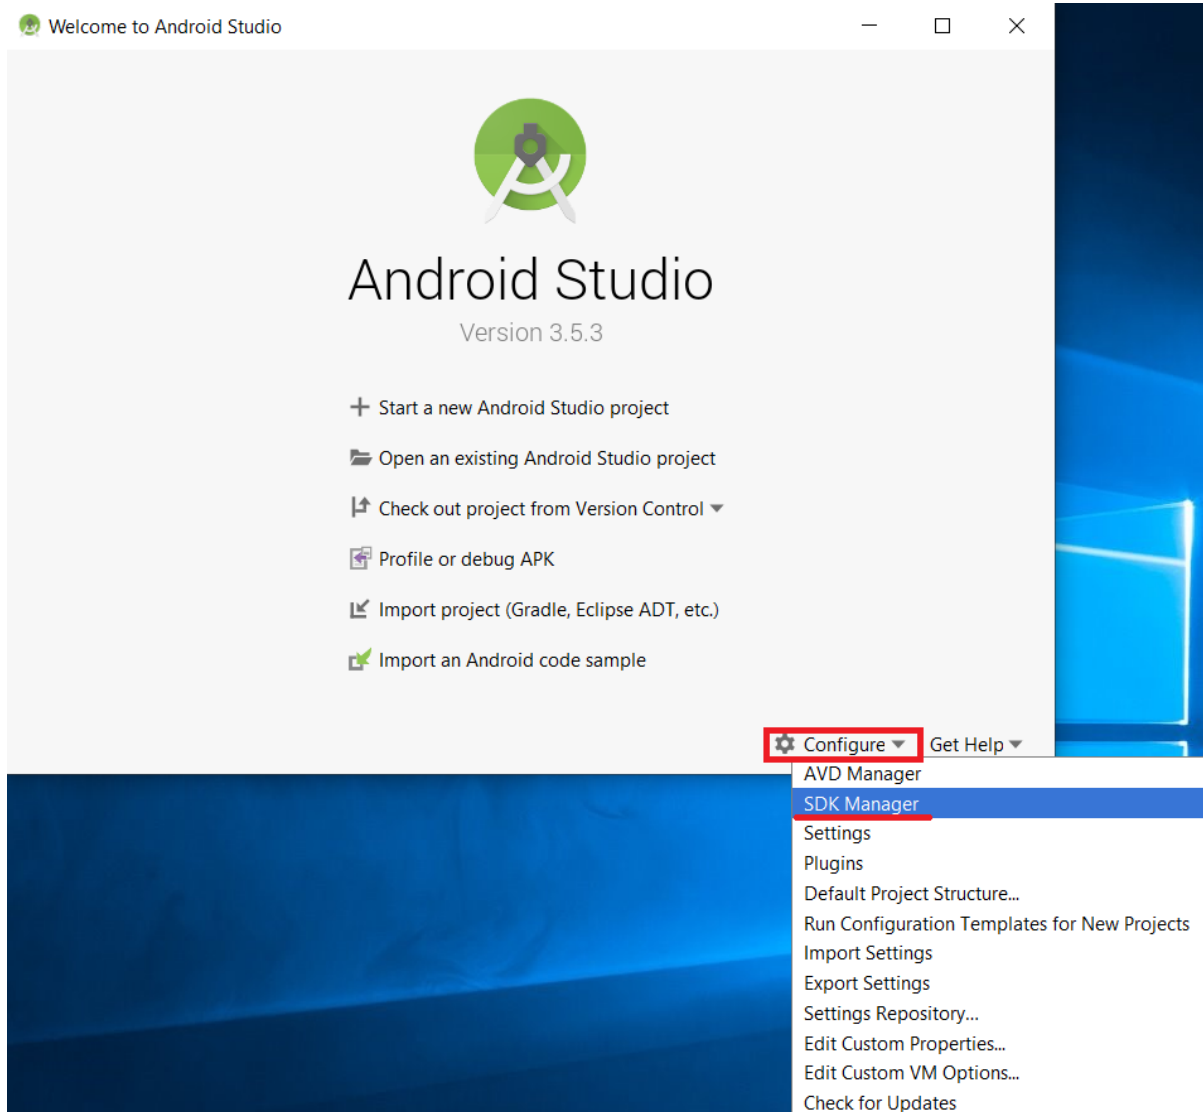 Welcome to Android Studio
Android Studio
Version 3.5.3
Start a new Android Studio project
Open an existing Android Studio project
Check out project from Version Control
Profile or debug APK
Import project (Gradle, Eclipse ADT, etc.)
Import an Android code sample
Configure Get Help
AVD Manager
SDK Manager
Settings
Plugins
Default Project Structure...
Run Configuration Templates for New Projects
Import Settings
Export Settings
Settings Repository...
Edit Custom Properties...
Edit Custom VM Options...
Check for Updates